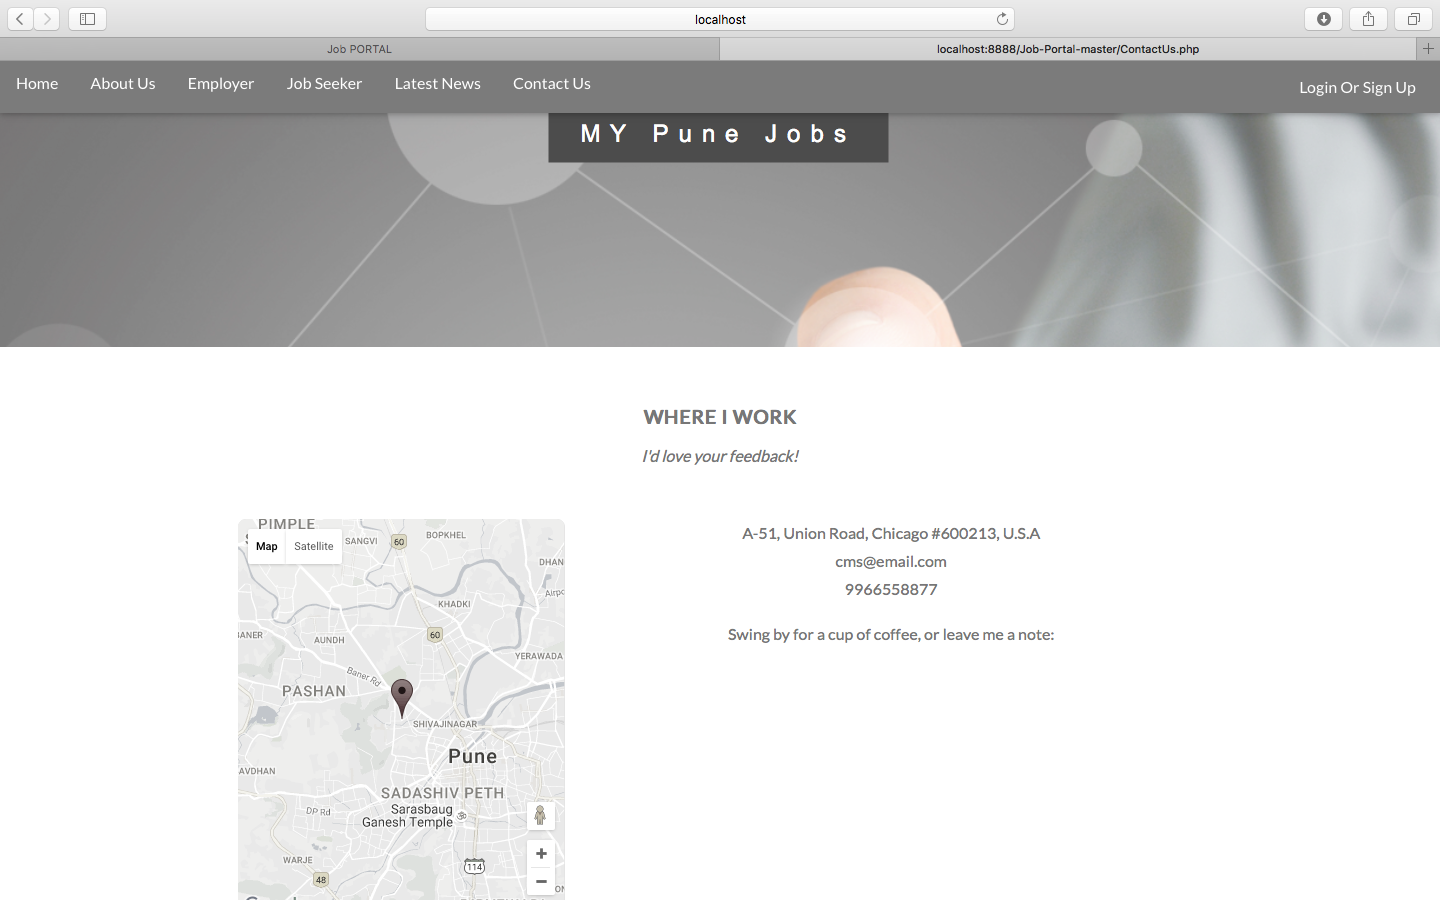 localhost
Job PORTAL
localhost:8888/Job-Portal-master/ContactUs.php
Home About Us Employer Job Seeker Latest News Contact Us
Login Or Sign Up
MY Pune Jobs
WHERE I WORK
I'd love your feedback!
PIMPLE
Map Satellite
SANGVI
60
BOPKHEL
DHAN
Airpo
KHADKI
BANER
AUNDH
60
YERAWADA
Baner Rd
PASHAN
SHIVAJINAGAR
Pune
AVDHAN
SADASHIV PETH
DP Rd
Sarasbaug
Ganesh Temple
WARJE
114
48
A-51, Union Road, Chicago #600213, U.S.A
cms@email.com
9966558877
Swing by for a cup of coffee, or leave me a note: